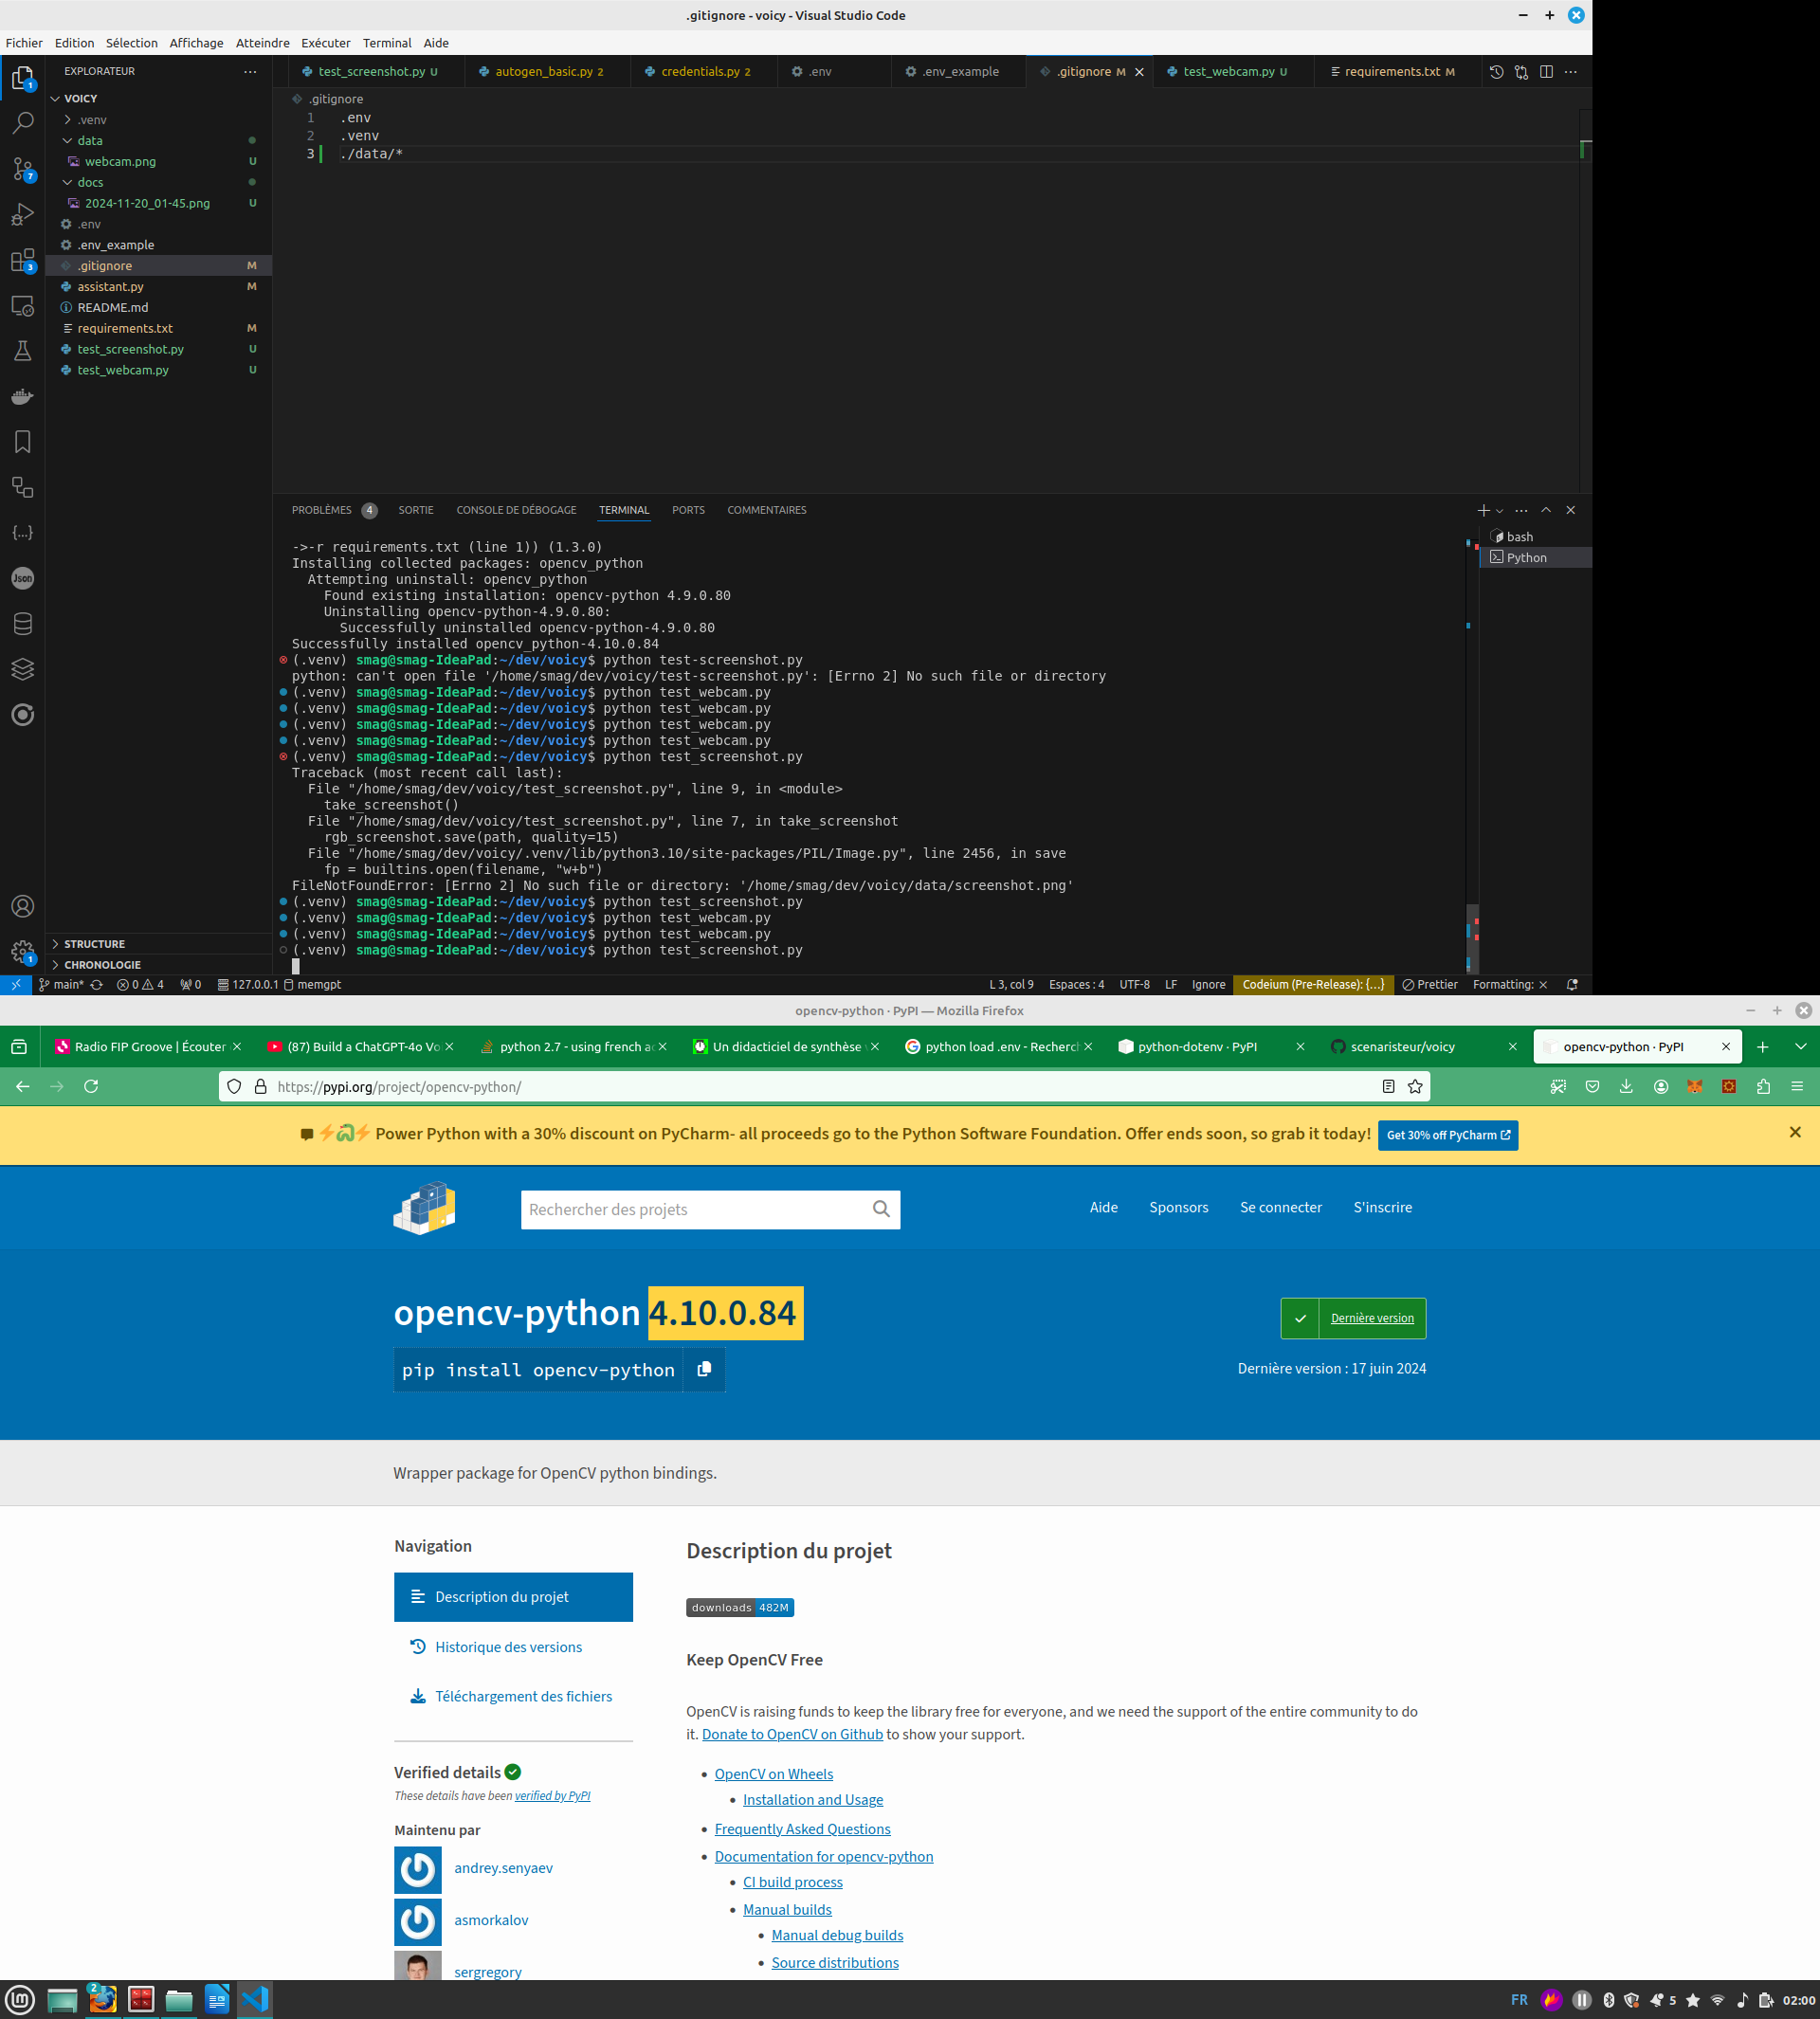 .gitignore - voicy - Visual Studio Code
Fichier Edition Sélection Affichage Atteindre Exécuter Terminal Aide
EXPLORATEUR
VOICY
.venv
data
webcam.png U
docs
2024-11-20_01-45.png U
.env
.env_example
.gitignore M
assistant.py M
README.md
requirements.txt M
test_screenshot.py U
test_webcam.py U
STRUCTURE
CHRONOLOGIE
1
7
3
Json
1
test_screenshot.py U autogen_basic.py 2 credentials.py 2 .env .env_example .gitignore M test_webcam.py U requirements.txt M
.gitignore
1 .env
2 .venv
3 ./data/*
PROBLÈMES 4 SORTIE CONSOLE DE DÉBOGAGE TERMINAL PORTS COMMENTAIRES
bash
Python
->-r requirements.txt (line 1)) (1.3.0)
Installing collected packages: opencv_python
Attempting uninstall: opencv_python
Found existing installation: opencv-python 4.9.0.80
Uninstalling opencv-python-4.9.0.80:
Successfully uninstalled opencv-python-4.9.0.80
Successfully installed opencv_python-4.10.0.84
(.venv) smag@smag-IdeaPad:~/dev/voicy$ python test-screenshot.py
python: can't open file '/home/smag/dev/voicy/test-screenshot.py': [Errno 2] No such file or directory
(.venv) smag@smag-IdeaPad:~/dev/voicy$ python test_webcam.py
(.venv) smag@smag-IdeaPad:~/dev/voicy$ python test_webcam.py
(.venv) smag@smag-IdeaPad:~/dev/voicy$ python test_webcam.py
(.venv) smag@smag-IdeaPad:~/dev/voicy$ python test_webcam.py
(.venv) smag@smag-IdeaPad:~/dev/voicy$ python test_screenshot.py
Traceback (most recent call last):
File "/home/smag/dev/voicy/test_screenshot.py", line 9, in <module>
take_screenshot()
File "/home/smag/dev/voicy/test_screenshot.py", line 7, in take_screenshot
rgb_screenshot.save(path, quality=15)
File "/home/smag/dev/voicy/.venv/lib/python3.10/site-packages/PIL/Image.py", line 2456, in save
fp = builtins.open(filename, "w+b")
FileNotFoundError: [Errno 2] No such file or directory: '/home/smag/dev/voicy/data/screenshot.png'
(.venv) smag@smag-IdeaPad:~/dev/voicy$ python test_screenshot.py
(.venv) smag@smag-IdeaPad:~/dev/voicy$ python test_webcam.py
(.venv) smag@smag-IdeaPad:~/dev/voicy$ python test_webcam.py
(.venv) smag@smag-IdeaPad:~/dev/voicy$ python test_screenshot.py
main* 0 4 0 127.0.0.1 memgpt L 3, col 9 Espaces : 4 UTF-8 LF Ignore Codeium (Pre-Release): {...} Prettier Formatting:
opencv-python · PyPI — Mozilla Firefox
Radio FIP Groove | Écouter (87) Build a ChatGPT-4o Vo python 2.7 - using french ac Un didacticiel de synthèse python load .env - Recherch python-dotenv · PyPI scenaristeur/voicy opencv-python · PyPI
https://pypi.org/project/opencv-python/
Power Python with a 30% discount on PyCharm- all proceeds go to the Python Software Foundation. Offer ends soon, so grab it today! Get 30% off PyCharm
Rechercher des projets
Aide Sponsors Se connecter S'inscrire
opencv-python 4.10.0.84
pip install opencv-python
Dernière version
Dernière version : 17 juin 2024
Wrapper package for OpenCV python bindings.
Navigation
Description du projet
Historique des versions
Téléchargement des fichiers
Verified details
These details have been verified by PyPI
Maintenu par
andrey.senyaev
asmorkalov
sergregory
Description du projet
downloads 482M
Keep OpenCV Free
OpenCV is raising funds to keep the library free for everyone, and we need the support of the entire community to do
it. Donate to OpenCV on Github to show your support.
OpenCV on Wheels
Installation and Usage
Frequently Asked Questions
Documentation for opencv-python
CI build process
Manual builds
Manual debug builds
Source distributions
2
FR 5 02:00